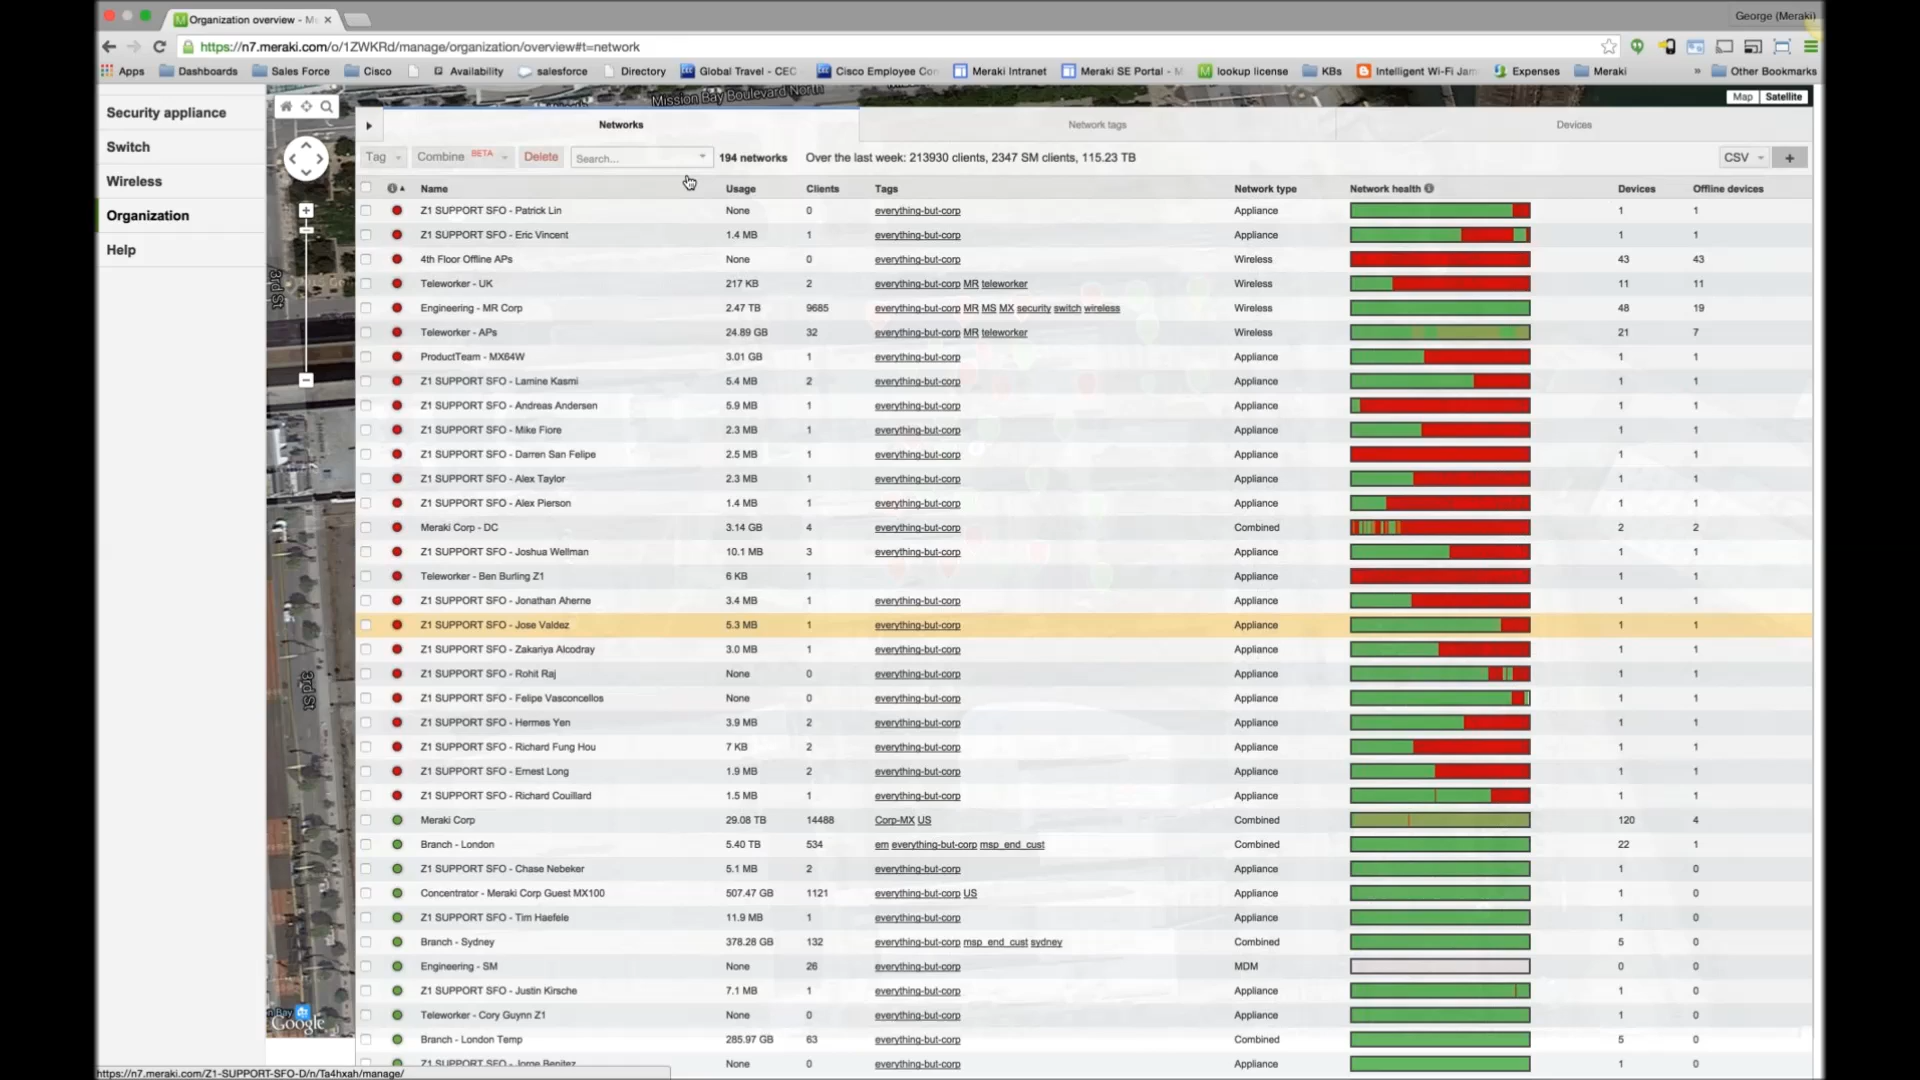 Organization overview - M
George (Meraki)
https://n7.meraki.com/o/1ZWKRd/manage/organization/overview#t=network
Apps Dashboards Sales Force Cisco Availability salesforce Directory Global Travel - CEC Cisco Employee Con Meraki Intranet Meraki SE Portal - M lookup license KBs Intelligent Wi-Fi Jam Expenses Meraki » Other Bookmarks
Mission Bay Boulevard North
Map Satellite
Security appliance
Switch
Wireless
Organization
Help
3rd St
3rd St
Google
Networks Network tags Devices
Tag Combine BETA Delete Search... 194 networks Over the last week: 213930 clients, 2347 SM clients, 115.23 TB CSV +
Name Usage Clients Tags Network type Network health Devices Offline devices
Z1 SUPPORT SFO - Patrick Lin None 0 everything-but-corp Appliance 1 1
Z1 SUPPORT SFO - Eric Vincent 1.4 MB 1 everything-but-corp Appliance 1 1
4th Floor Offline APs None 0 everything-but-corp Wireless 43 43
Teleworker - UK 217 KB 2 everything-but-corp MR teleworker Wireless 11 11
Engineering - MR Corp 2.47 TB 9685 everything-but-corp MR MS MX security switch wireless Wireless 48 19
Teleworker - APs 24.89 GB 32 everything-but-corp MR teleworker Wireless 21 7
ProductTeam - MX64W 3.01 GB 1 everything-but-corp Appliance 1 1
Z1 SUPPORT SFO - Lamine Kasmi 5.4 MB 2 everything-but-corp Appliance 1 1
Z1 SUPPORT SFO - Andreas Andersen 5.9 MB 1 everything-but-corp Appliance 1 1
Z1 SUPPORT SFO - Mike Fiore 2.3 MB 1 everything-but-corp Appliance 1 1
Z1 SUPPORT SFO - Darren San Felipe 2.5 MB 1 everything-but-corp Appliance 1 1
Z1 SUPPORT SFO - Alex Taylor 2.3 MB 1 everything-but-corp Appliance 1 1
Z1 SUPPORT SFO - Alex Pierson 1.4 MB 1 everything-but-corp Appliance 1 1
Meraki Corp - DC 3.14 GB 4 everything-but-corp Combined 2 2
Z1 SUPPORT SFO - Joshua Wellman 10.1 MB 3 everything-but-corp Appliance 1 1
Teleworker - Ben Burling Z1 6 KB 1 Appliance 1 1
Z1 SUPPORT SFO - Jonathan Aherne 3.4 MB 1 everything-but-corp Appliance 1 1
Z1 SUPPORT SFO - Jose Valdez 5.3 MB 1 everything-but-corp Appliance 1 1
Z1 SUPPORT SFO - Zakariya Alcodray 3.0 MB 1 everything-but-corp Appliance 1 1
Z1 SUPPORT SFO - Rohit Raj None 0 everything-but-corp Appliance 1 1
Z1 SUPPORT SFO - Felipe Vasconcellos None 0 everything-but-corp Appliance 1 1
Z1 SUPPORT SFO - Hermes Yen 3.9 MB 2 everything-but-corp Appliance 1 1
Z1 SUPPORT SFO - Richard Fung Hou 7 KB 2 everything-but-corp Appliance 1 1
Z1 SUPPORT SFO - Ernest Long 1.9 MB 2 everything-but-corp Appliance 1 1
Z1 SUPPORT SFO - Richard Couillard 1.5 MB 1 everything-but-corp Appliance 1 1
Meraki Corp 29.08 TB 14488 Corp-MX US Combined 120 4
Branch - London 5.40 TB 534 em everything-but-corp msp_end_cust Combined 22 1
Z1 SUPPORT SFO - Chase Nebeker 5.1 MB 2 everything-but-corp Appliance 1 0
Concentrator - Meraki Corp Guest MX100 507.47 GB 1121 everything-but-corp US Appliance 1 0
Z1 SUPPORT SFO - Tim Haefele 11.9 MB 1 everything-but-corp Appliance 1 0
Branch - Sydney 378.28 GB 132 everything-but-corp msp_end_cust sydney Combined 5 0
Engineering - SM None 26 everything-but-corp MDM 0 0
Z1 SUPPORT SFO - Justin Kirsche 7.1 MB 1 everything-but-corp Appliance 1 0
Teleworker - Cory Guynn Z1 None 0 everything-but-corp Appliance 1 0
Branch - London Temp 285.97 GB 63 everything-but-corp Combined 5 0
Z1 SUPPORT SFO - Jorge Benitez None 0 everything-but-corp Appliance 1 0
https://n7.meraki.com/Z1-SUPPORT-SFO-D/n/Ta4hxah/manage/